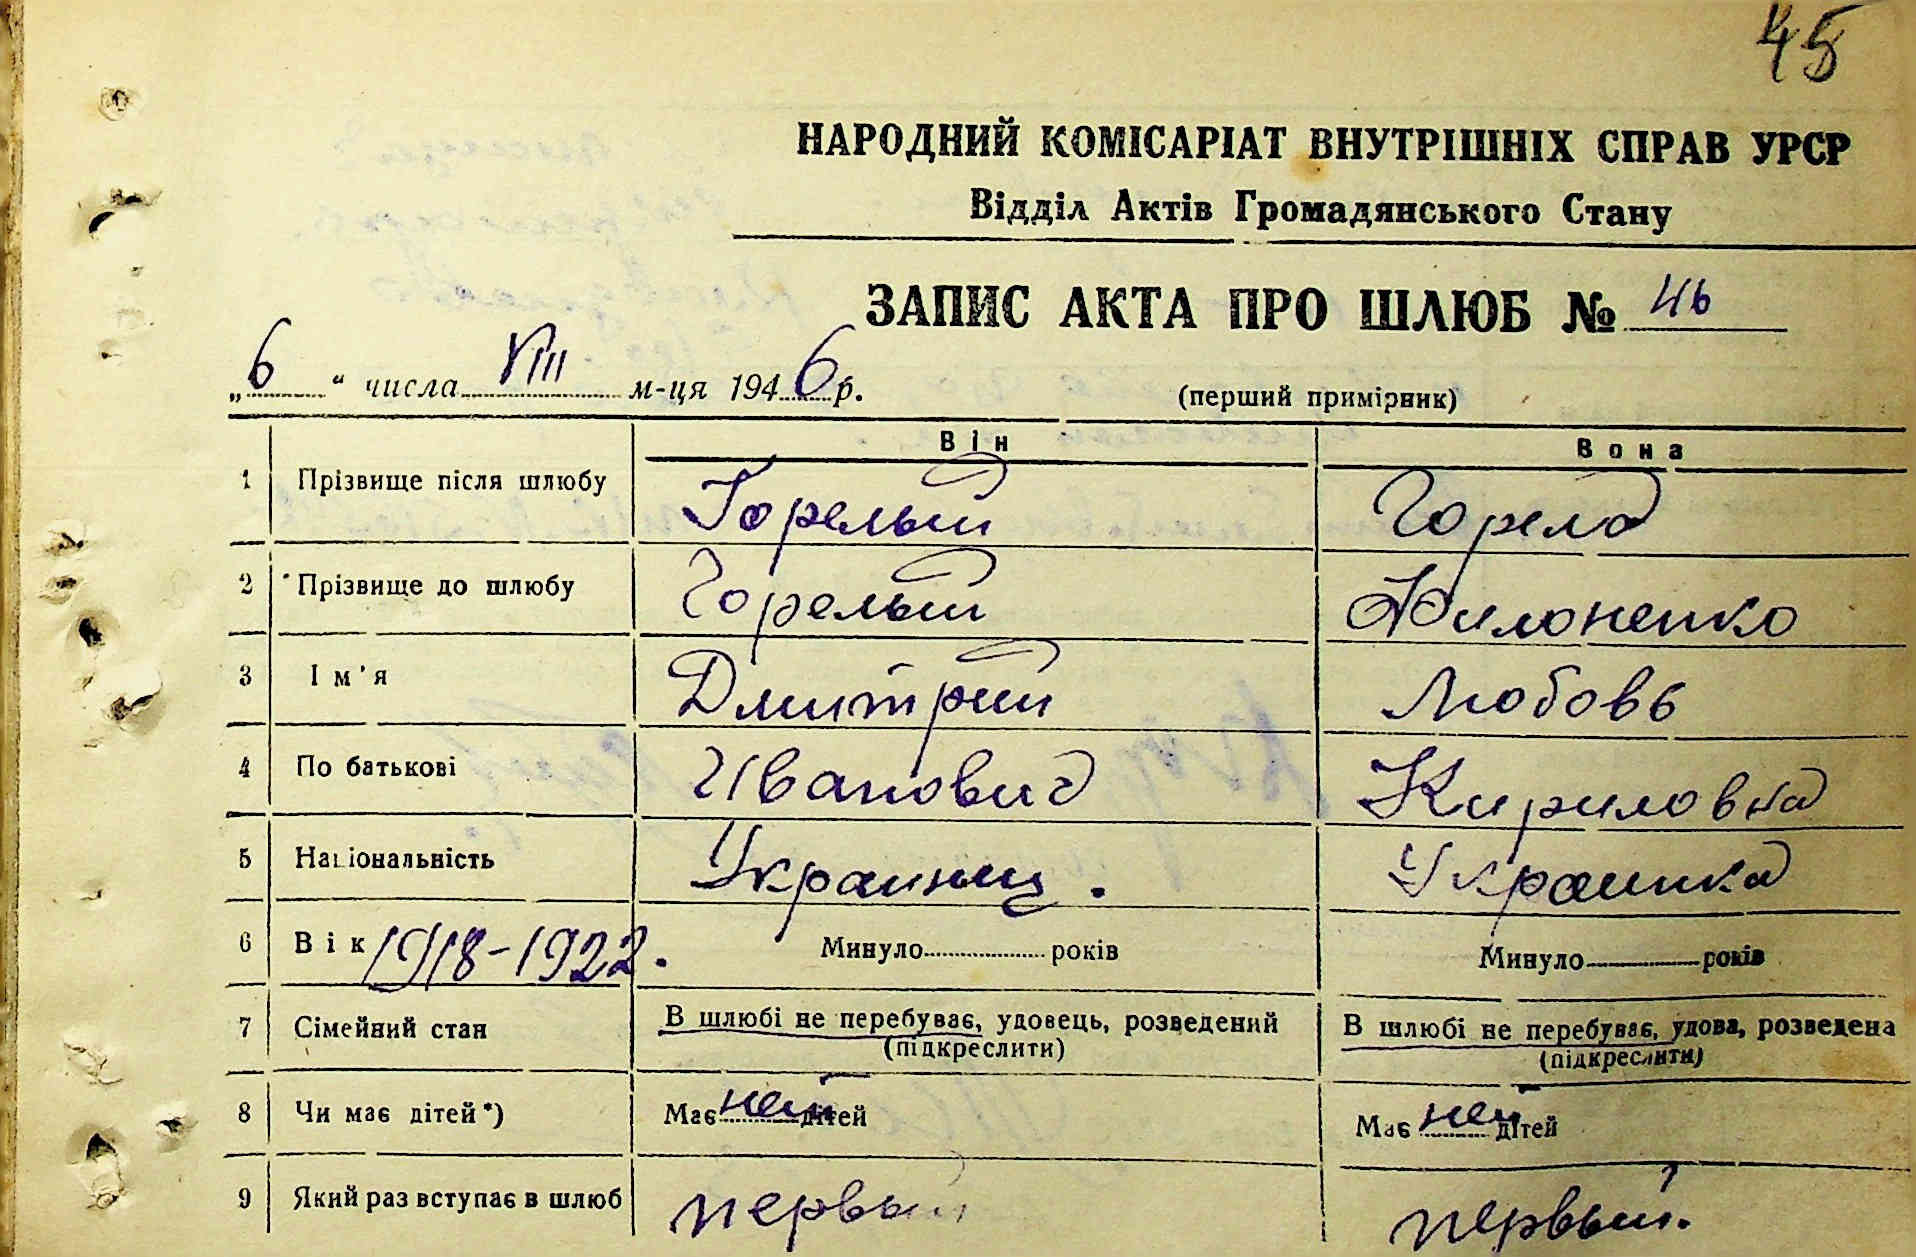 45
НАРОДНИЙ КОМІСАРІАТ ВНУТРІШНІХ СПРАВ УРСР
Відділ Актів Громадянського Стану
ЗАПИС АКТА ПРО ШЛЮБ № 46
„6“ числа VIII м-ця 1946 р. (перший примірник)
Він Вона
1 Прізвище після шлюбу Горелый Горела
2 Прізвище до шлюбу Горелый Филоненко
3 Ім'я Дмитрий Любовь
4 По батькові Иванович Кириловна
5 Національність Украинец. Украинка
6 Вік 1918-1922. Минуло років Минуло років
7 Сімейний стан В шлюбі не перебуває, удовець, розведений В шлюбі не перебуває, удова, розведена
(підкреслити) (підкреслити)
8 Чи має дітей*) Має нет дітей Має нет дітей
9 Який раз вступає в шлюб первый первый.